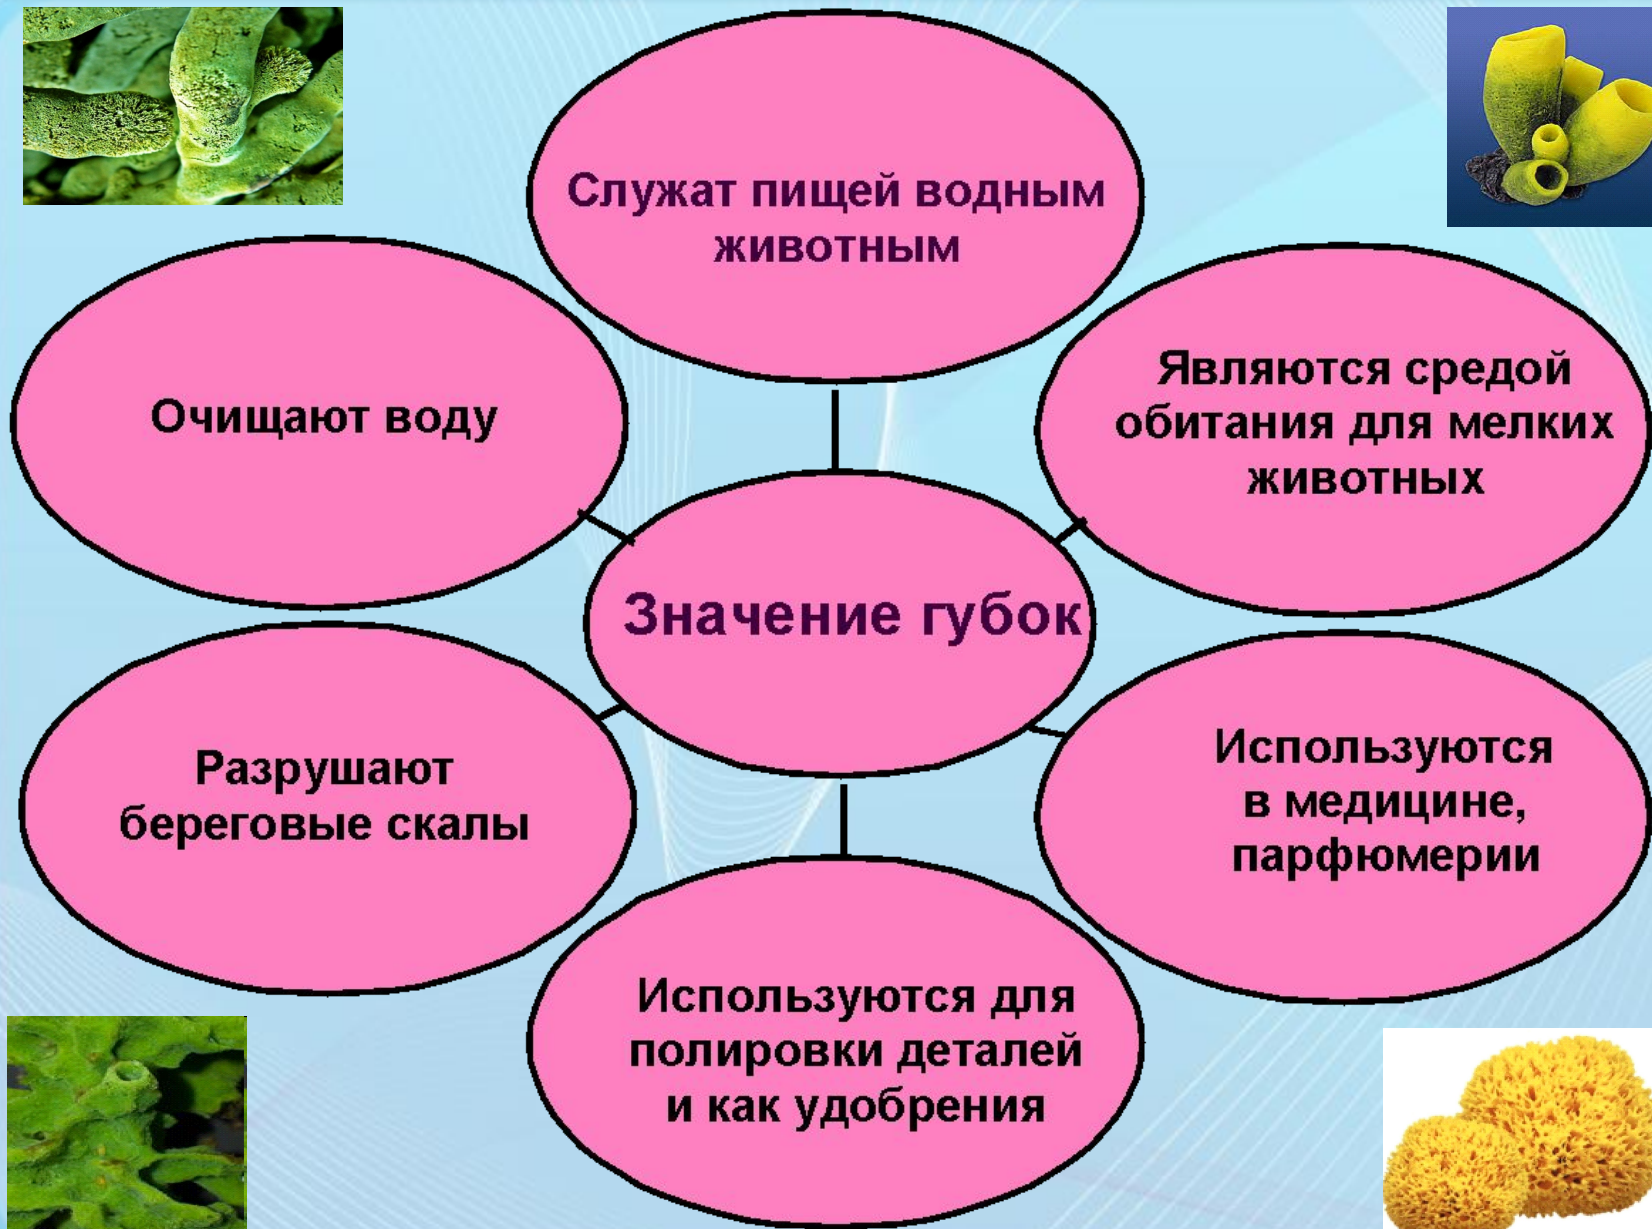 Служат пищей водным
животным
Очищают воду
Являются средой
обитания для мелких
животных
Значение губок
Разрушают
береговые скалы
Используются
в медицине,
парфюмерии
Используются для
полировки деталей
и как удобрения